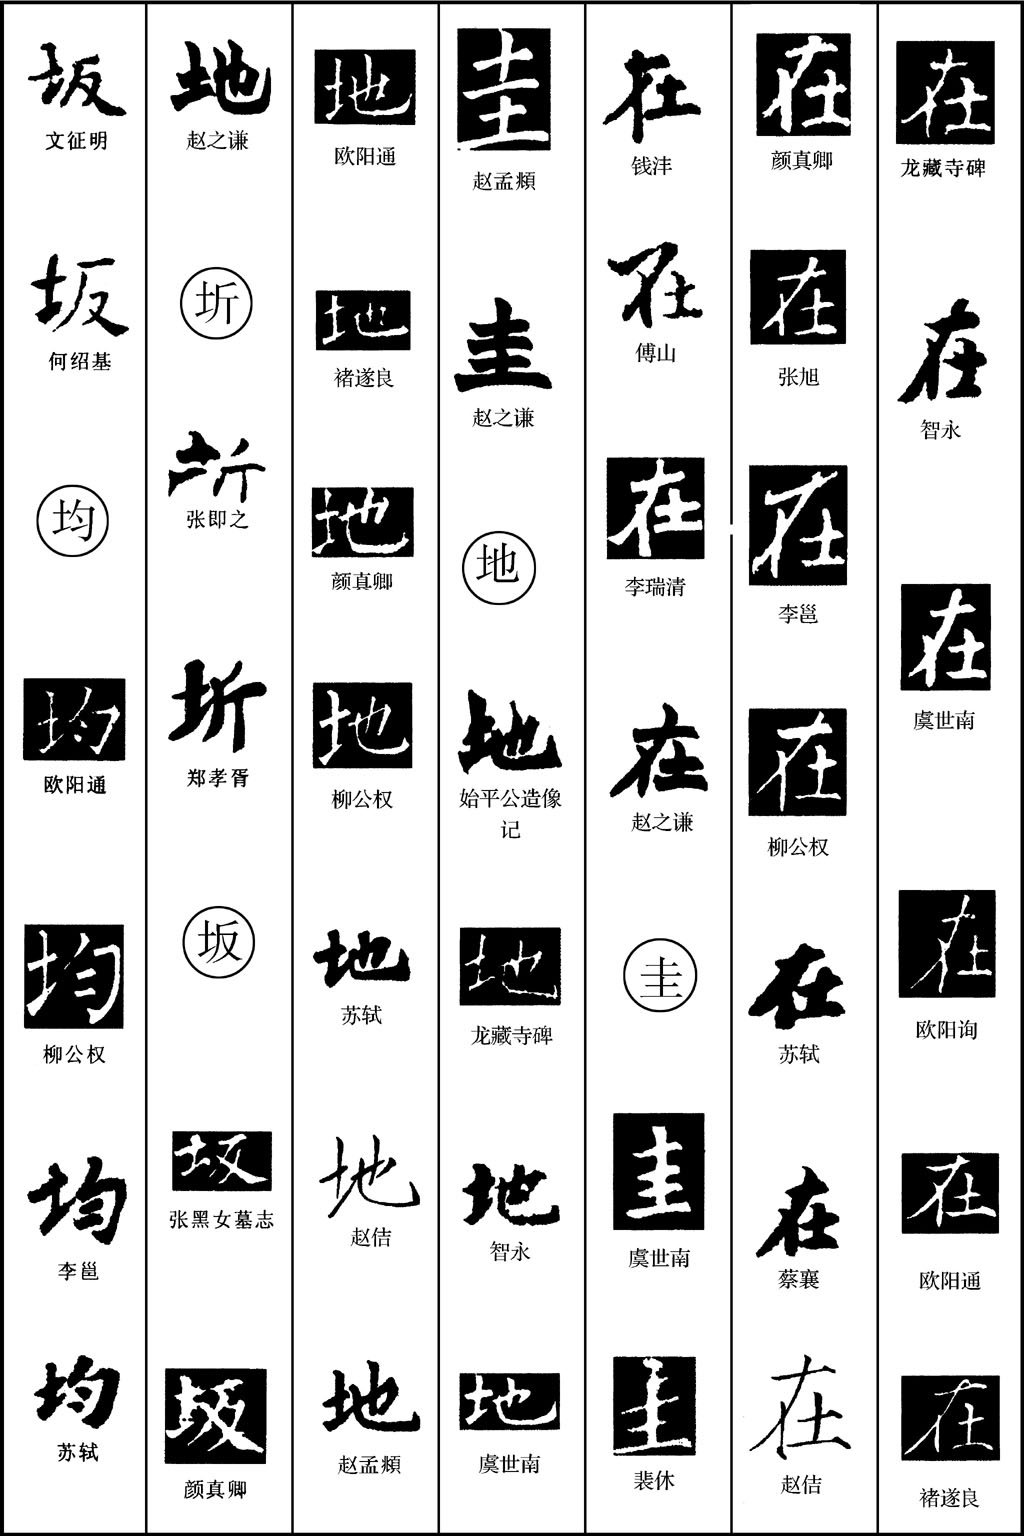 在
龙藏寺碑
在
智永
在
虞世南
在
欧阳询
在
欧阳通
在
褚遂良
在
颜真卿
在
张旭
在
李邕
在
柳公权
在
苏轼
在
蔡襄
在
赵佶
在
钱沣
在
傅山
在
李瑞清
在
赵之谦
圭
圭
虞世南
圭
裴休
圭
赵孟頫
圭
赵之谦
地
地
始平公造像
记
地
龙藏寺碑
地
智永
地
虞世南
地
欧阳通
地
褚遂良
地
颜真卿
地
柳公权
地
苏轼
地
赵佶
地
赵孟頫
地
赵之谦
圻
圻
张即之
圻
郑孝胥
坂
坂
张黑女墓志
坂
颜真卿
坂
文征明
坂
何绍基
均
均
欧阳通
均
柳公权
均
李邕
均
苏轼